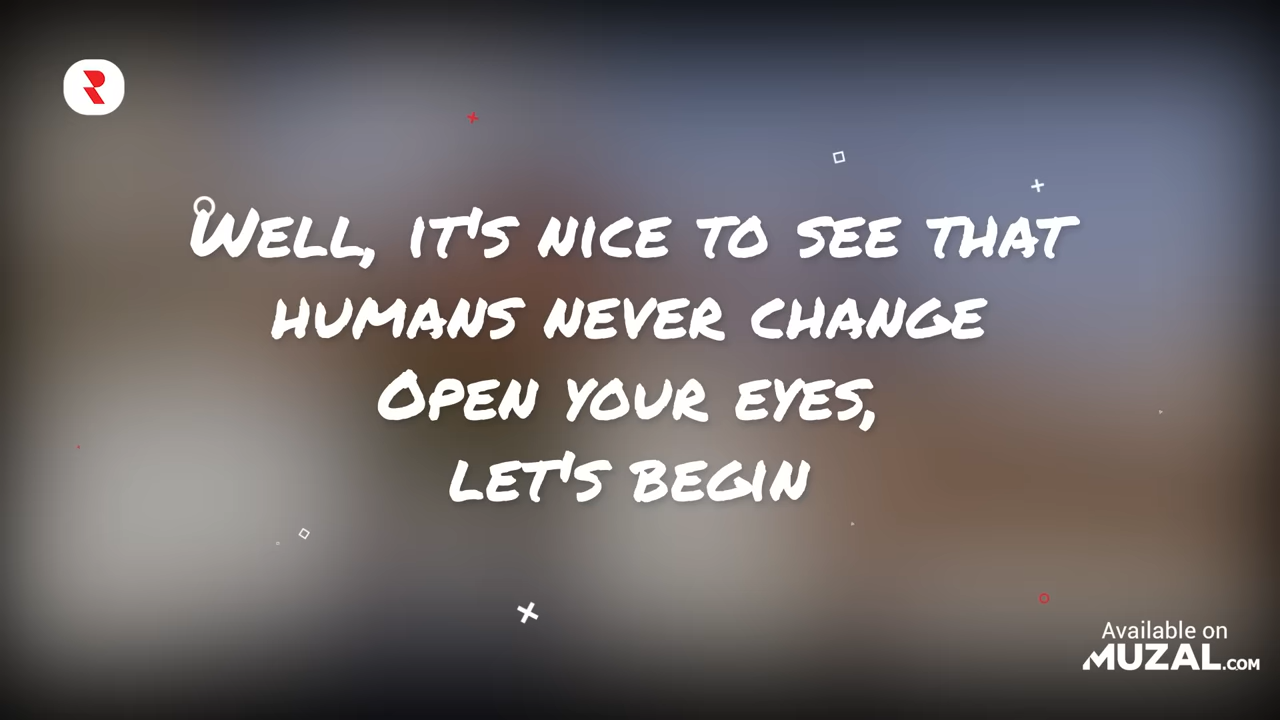 Well, it's nice to see that
humans never change
Open your eyes,
let's begin
Available on
MUZAL.COM